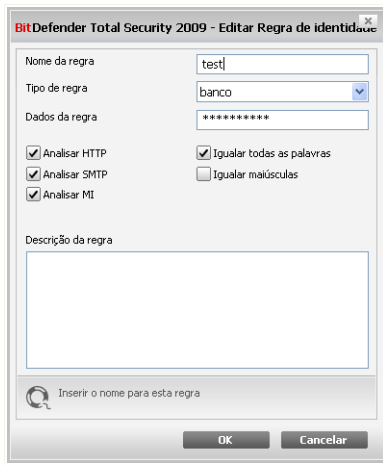 BitDefender Total Security 2009 - Editar Regra de identidade
Nome da regra
test
Tipo de regra
banco
Dados da regra
**********
Analisar HTTP
Igualar todas as palavras
Analisar SMTP
Igualar maiúsculas
Analisar MI
Descrição da regra
Inserir o nome para esta regra
OK Cancelar